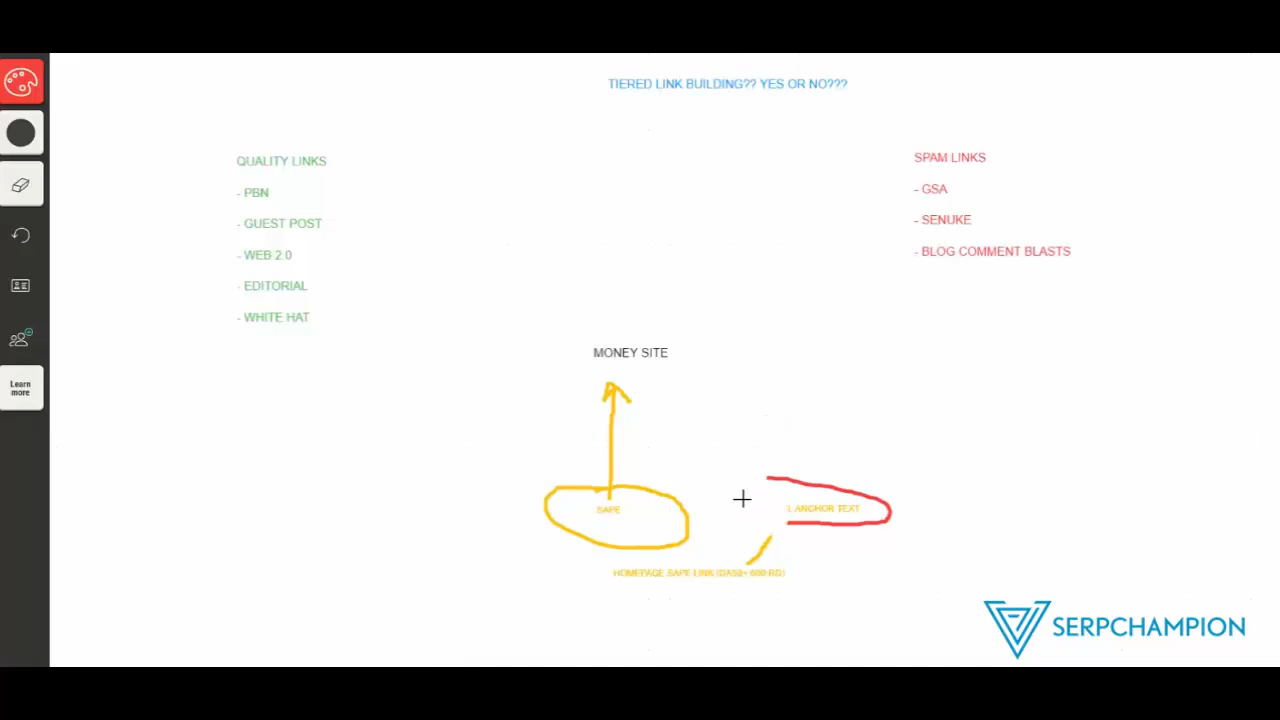 TIERED LINK BUILDING?? YES OR NO???
QUALITY LINKS
- PBN
- GUEST POST
- WEB 2.0
- EDITORIAL
- WHITE HAT
SPAM LINKS
- GSA
- SENUKE
- BLOG COMMENT BLASTS
MONEY SITE
SAPE
ANCHOR TEXT
HOMEPAGE SAPE LINK
Learn more
SERPCHAMPION